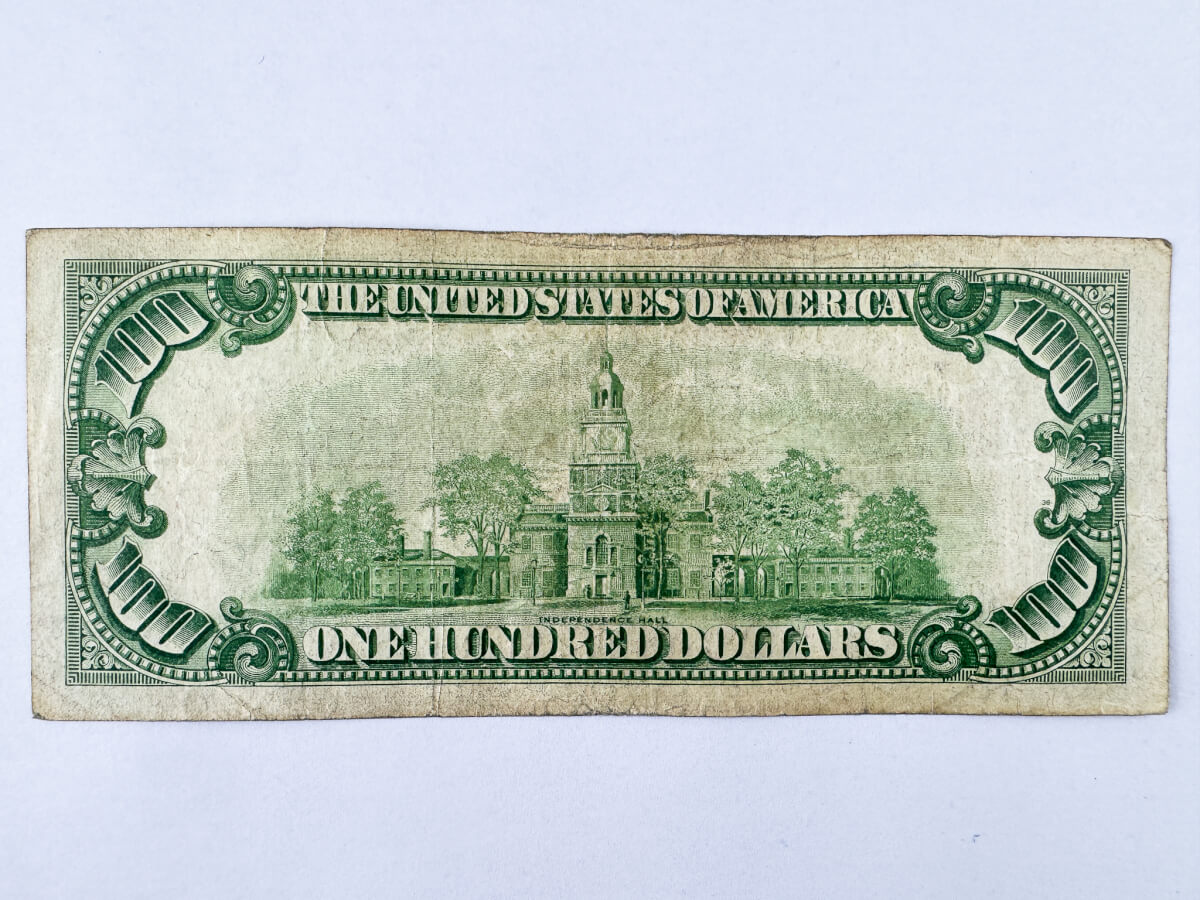 THE UNITED STATES OF AMERICA
100
100
100
100
INDEPENDENCE HALL
ONE HUNDRED DOLLARS